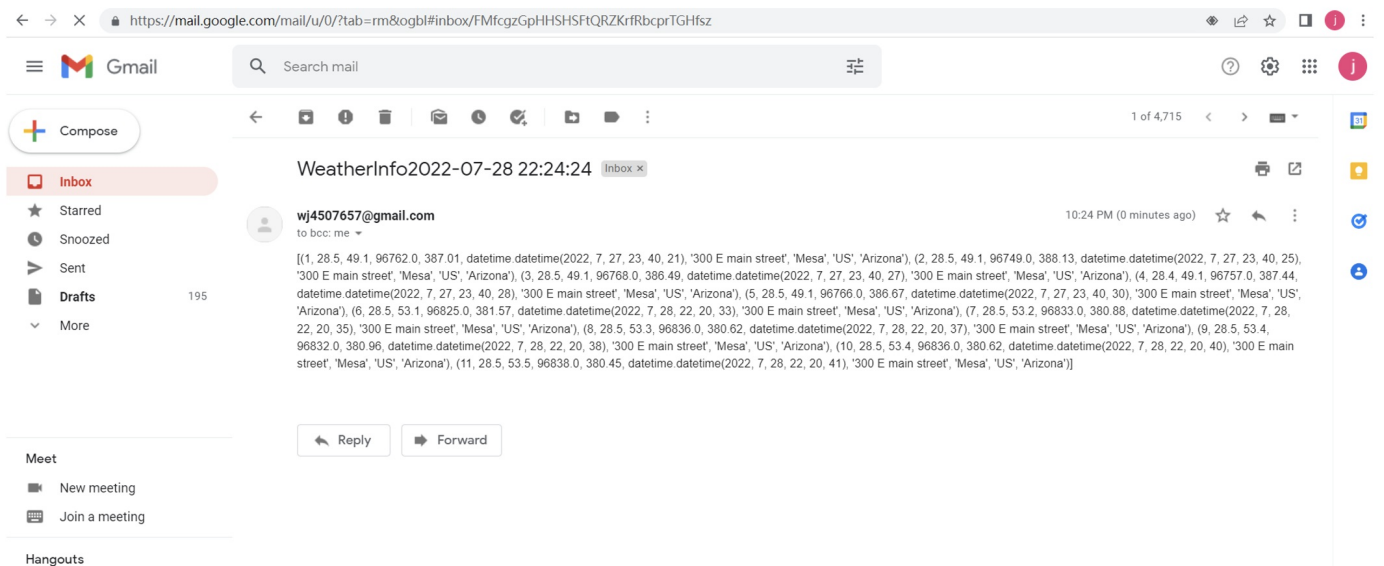 https://mail.google.com/mail/u/0/?tab=rm&ogbl#inbox/FMfcgzGpHHSHSFtQRZKrfRbcprTGHfsz
j
Gmail
Search mail
j
Compose
1 of 4,715
31
WeatherInfo2022-07-28 22:24:24 Inbox ×
Inbox
Starred
Snoozed
Sent
Drafts 195
More
wj4507657@gmail.com
10:24 PM (0 minutes ago)
to bcc: me
[(1, 28.5, 49.1, 96762.0, 387.01, datetime.datetime(2022, 7, 27, 23, 40, 21), '300 E main street', 'Mesa', 'US', 'Arizona'), (2, 28.5, 49.1, 96749.0, 388.13, datetime.datetime(2022, 7, 27, 23, 40, 25),
'300 E main street', 'Mesa', 'US', 'Arizona'), (3, 28.5, 49.1, 96768.0, 386.49, datetime.datetime(2022, 7, 27, 23, 40, 27), '300 E main street', 'Mesa', 'US', 'Arizona'), (4, 28.4, 49.1, 96757.0, 387.44,
datetime.datetime(2022, 7, 27, 23, 40, 28), '300 E main street', 'Mesa', 'US', 'Arizona'), (5, 28.5, 49.1, 96766.0, 386.67, datetime.datetime(2022, 7, 27, 23, 40, 30), '300 E main street', 'Mesa', 'US',
'Arizona'), (6, 28.5, 53.1, 96825.0, 381.57, datetime.datetime(2022, 7, 28, 22, 20, 33), '300 E main street', 'Mesa', 'US', 'Arizona'), (7, 28.5, 53.2, 96833.0, 380.88, datetime.datetime(2022, 7, 28,
22, 20, 35), '300 E main street', 'Mesa', 'US', 'Arizona'), (8, 28.5, 53.3, 96836.0, 380.62, datetime.datetime(2022, 7, 28, 22, 20, 37), '300 E main street', 'Mesa', 'US', 'Arizona'), (9, 28.5, 53.4,
96832.0, 380.96, datetime.datetime(2022, 7, 28, 22, 20, 38), '300 E main street', 'Mesa', 'US', 'Arizona'), (10, 28.5, 53.4, 96836.0, 380.62, datetime.datetime(2022, 7, 28, 22, 20, 40), '300 E main
street', 'Mesa', 'US', 'Arizona'), (11, 28.5, 53.5, 96838.0, 380.45, datetime.datetime(2022, 7, 28, 22, 20, 41), '300 E main street', 'Mesa', 'US', 'Arizona')]
Reply
Forward
Meet
New meeting
Join a meeting
Hangouts